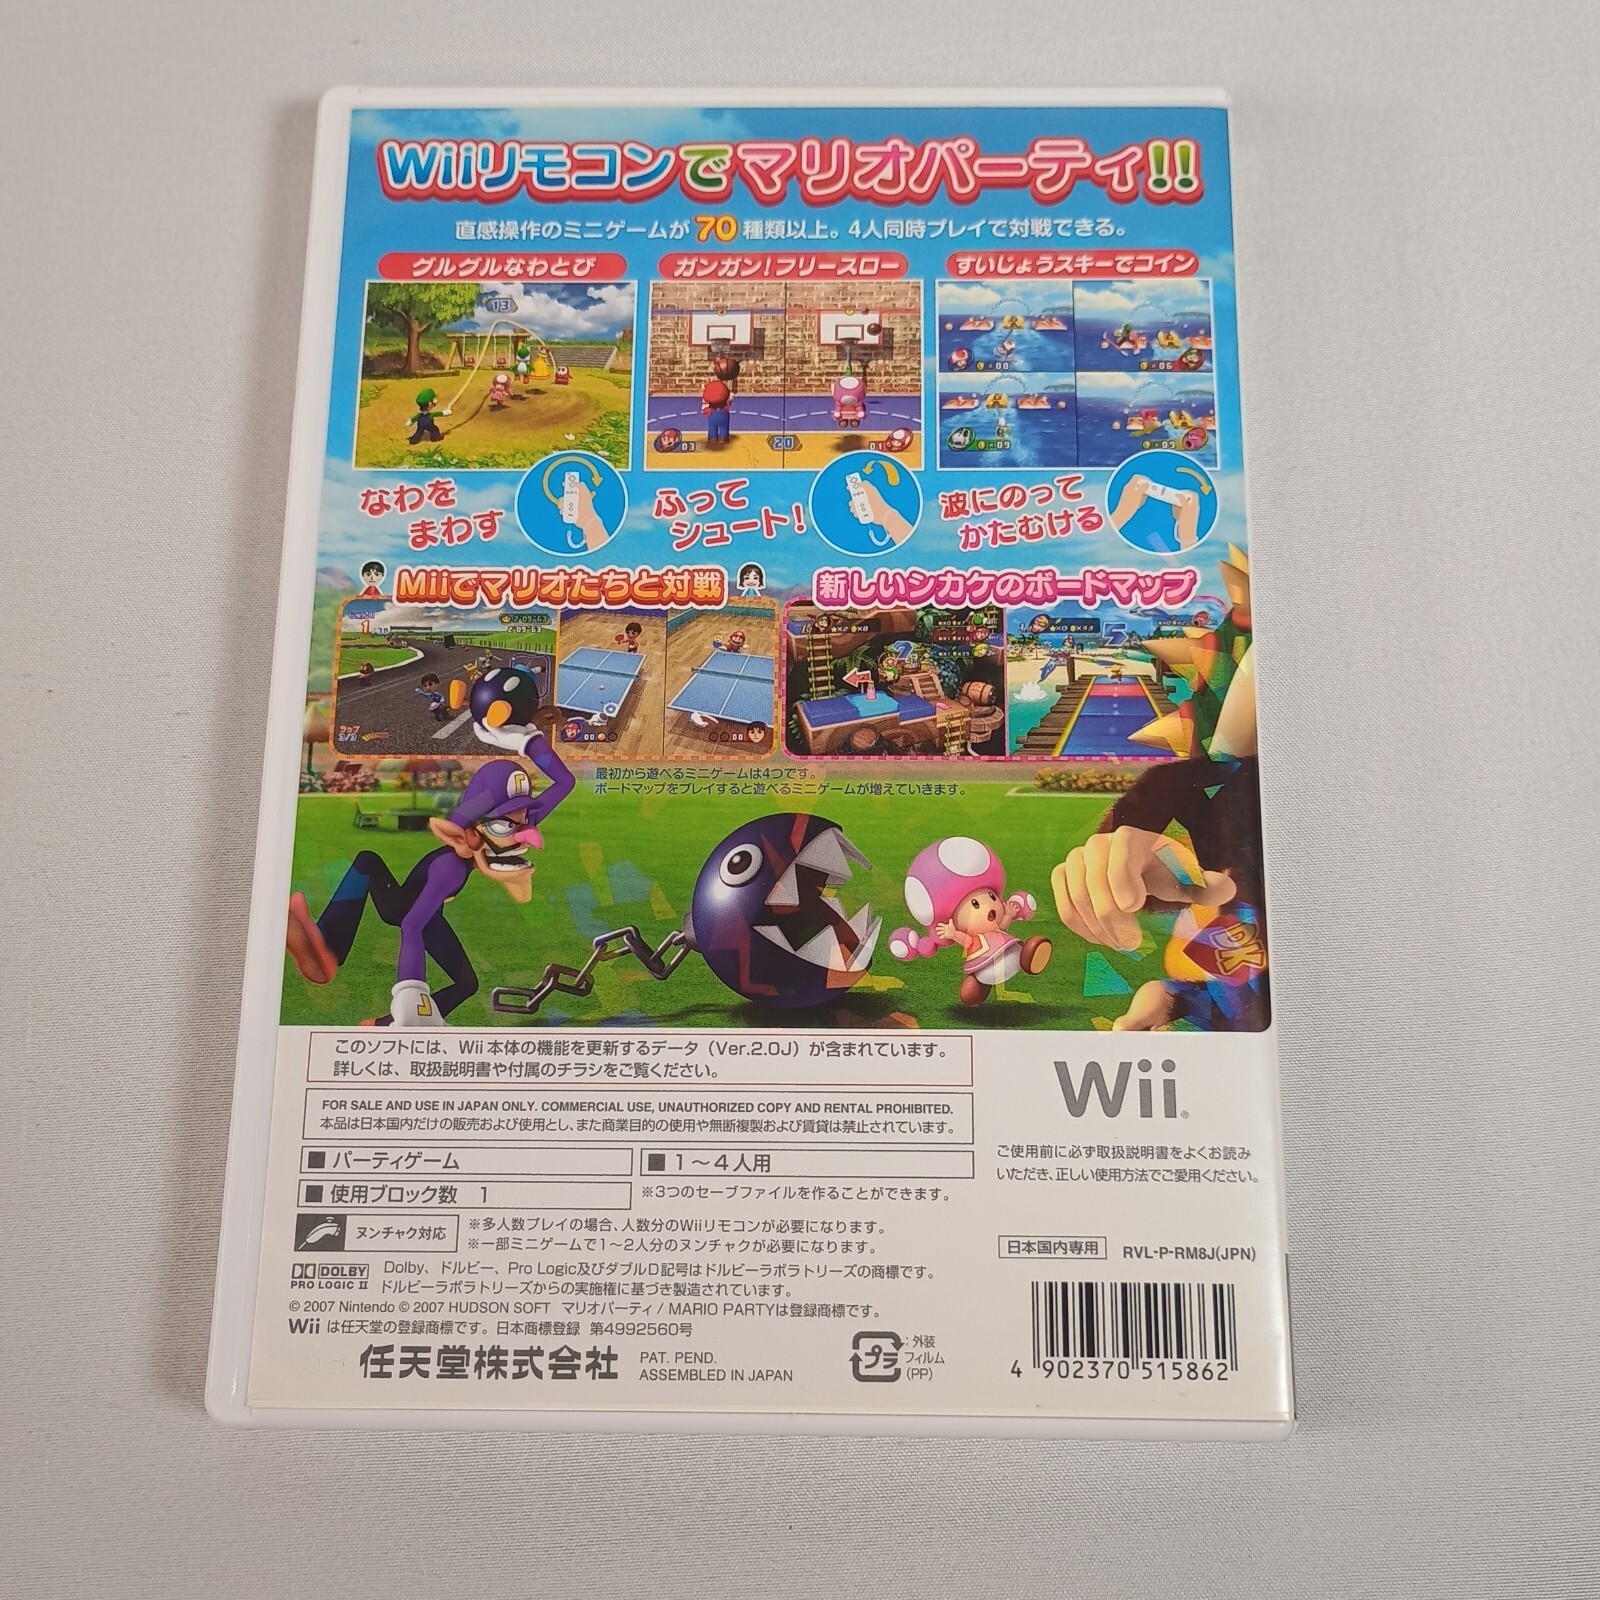 Wiiリモコンでマリオパーティ!!
直感操作のミニゲームが70種類以上。4人同時プレイで対戦できる。
グルグルなわとび
ガンガン!フリースロー
すいじょうスキーでコイン
1/3
03
20
01
なわを
まわす
ふって
シュート!
波にのって
かたむける
Miiでマリオたちと対戦
新しいシカケのボードマップ
最初から遊べるミニゲームは4つです。
ボードマップをプレイすると遊べるミニゲームが増えていきます。
DK
このソフトには、Wii本体の機能を更新するデータ(Ver.2.0J)が含まれています。
詳しくは、取扱説明書や付属のチラシをご覧ください。
FOR SALE AND USE IN JAPAN ONLY. COMMERCIAL USE, UNAUTHORIZED COPY AND RENTAL PROHIBITED.
本品は日本国内だけの販売および使用とし、また商業目的の使用や無断複製および賃貸は禁止されています。
Wii®
ご使用前に必ず取扱説明書をよくお読み
いただき、正しい使用方法でご愛用ください。
■ パーティゲーム
■ 1〜4人用
■ 使用ブロック数 1
※3つのセーブファイルを作ることができます。
ヌンチャク対応
※多人数プレイの場合、人数分のWiiリモコンが必要になります。
※一部ミニゲームで1〜2人分のヌンチャクが必要になります。
日本国内専用
RVL-P-RM8J(JPN)
DOLBY
PRO LOGIC II
Dolby、ドルビー、Pro Logic及びダブルD記号はドルビーラボラトリーズの商標です。
ドルビーラボラトリーズからの実施権に基づき製造されています。
© 2007 Nintendo © 2007 HUDSON SOFT マリオパーティ / MARIO PARTYは登録商標です。
Wii は任天堂の登録商標です。日本商標登録 第4992560号
任天堂株式会社
PAT. PEND.
ASSEMBLED IN JAPAN
プラ
:外装
フィルム
(PP)
4 902370 515862